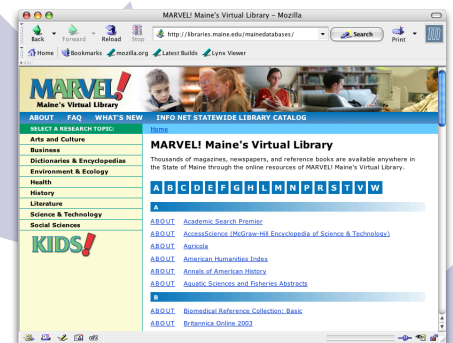 MARVEL! Maine's Virtual Library – Mozilla
Back Forward Reload Stop
http://libraries.maine.edu/mainedatabases/
Search
Print
Home Bookmarks mozilla.org Latest Builds Lynx Viewer
MARVEL!
Maine's Virtual Library
ABOUT FAQ WHAT'S NEW INFO NET STATEWIDE LIBRARY CATALOG
SELECT A RESEARCH TOPIC:
Arts and Culture
Business
Dictionaries & Encyclopedias
Environment & Ecology
Health
History
Literature
Science & Technology
Social Sciences
KIDS!
Home
MARVEL! Maine's Virtual Library
Thousands of magazines, newspapers, and reference books are available anywhere in
the State of Maine through the online resources of MARVEL! Maine's Virtual Library.
A B C D E F G H L M N P R S T V W
A
ABOUT Academic Search Premier
ABOUT AccessScience (McGraw-Hill Encyclopedia of Science & Technology)
ABOUT Agricola
ABOUT American Humanities Index
ABOUT Annals of American History
ABOUT Aquatic Sciences and Fisheries Abstracts
B
ABOUT Biomedical Reference Collection: Basic
ABOUT Britannica Online 2003